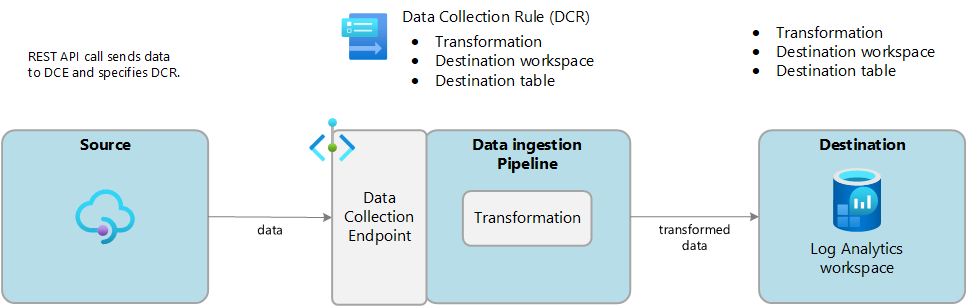 Data Collection Rule (DCR)
• Transformation
• Destination workspace
• Destination table
• Transformation
• Destination workspace
• Destination table
REST API call sends data
to DCE and specifies DCR.
Source
data
Data
Collection
Endpoint
Data ingestion
Pipeline
Transformation
transformed
data
Destination
Log Analytics
workspace